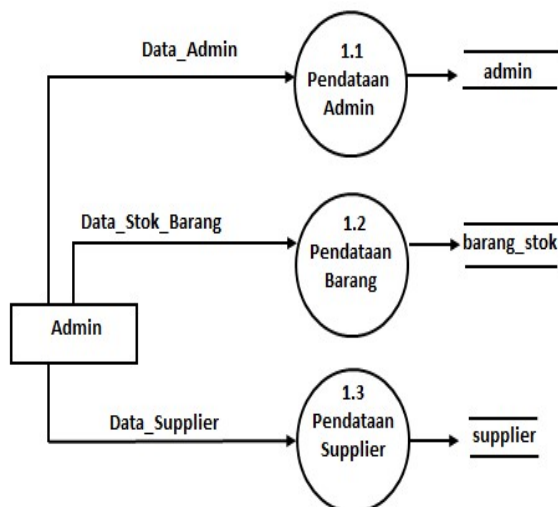 Data_Admin
1.1
Pendataan
Admin
admin
Data_Stok_Barang
1.2
Pendataan
Barang
barang_stok
Admin
Data_Supplier
1.3
Pendataan
Supplier
supplier